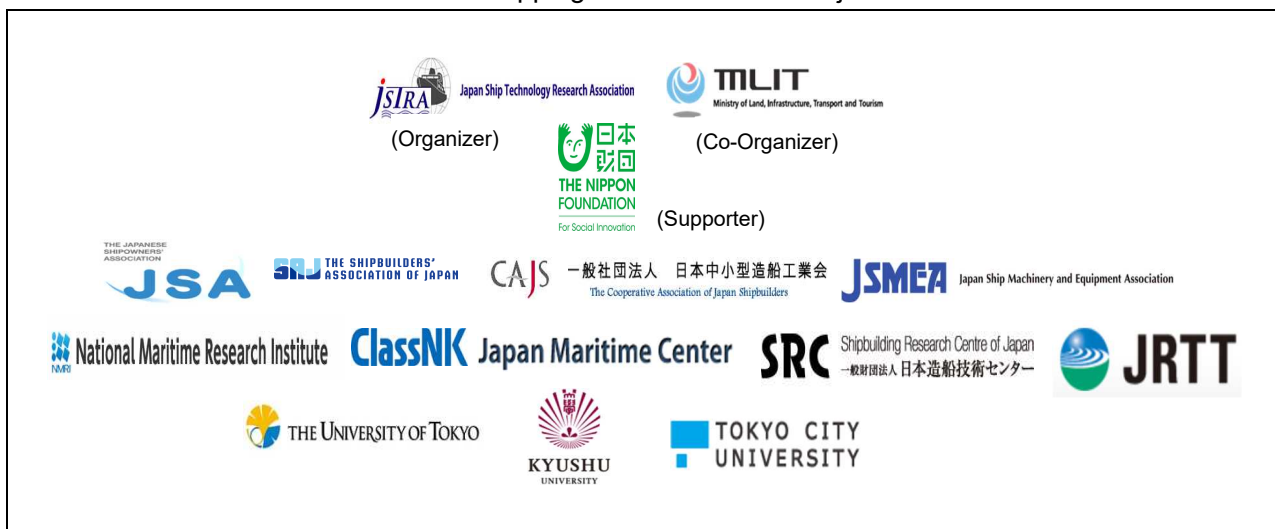 JSTRA Japan Ship Technology Research Association
MLIT
Ministry of Land, Infrastructure, Transport and Tourism
(Organizer)
(Co-Organizer)
日本
財団
THE NIPPON
FOUNDATION
For Social Innovation
(Supporter)
THE JAPANESE
SHIPOWNERS'
ASSOCIATION
JSA
SAJ THE SHIPBUILDERS'
ASSOCIATION OF JAPAN
CAJS 一般社団法人 日本中小型造船工業会
The Cooperative Association of Japan Shipbuilders
JSMEA Japan Ship Machinery and Equipment Association
NMRI National Maritime Research Institute
ClassNK
Japan Maritime Center
SRC Shipbuilding Research Centre of Japan
一般財団法人 日本造船技術センター
JRTT
THE UNIVERSITY OF TOKYO
KYUSHU
UNIVERSITY
TOKYO CITY
UNIVERSITY